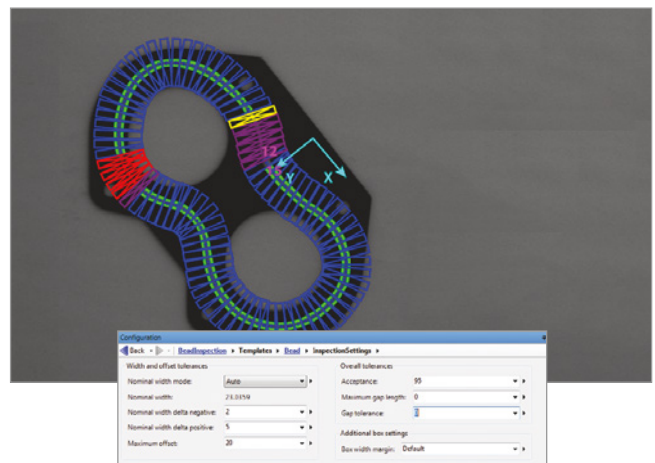 12
Y
X
Configuration
Back BeadInspection Templates Bead InspectionSettings
Width and offset tolerances
Nominal width mode: Auto
Nominal width: 23.0359
Nominal width delta negative: 2
Nominal width delta positive: 5
Maximum offset: 20
Overall tolerances
Acceptance: 95
Maximum gap length: 0
Gap tolerance:
Additional box settings
Box width margin: Default